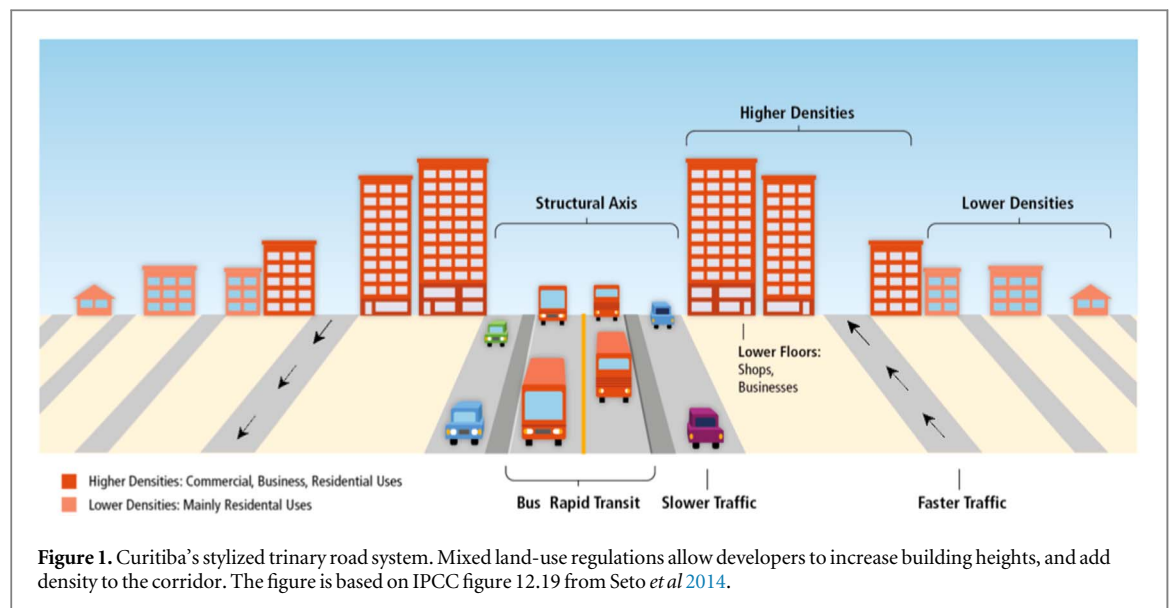 Higher Densities
Structural Axis
Lower Densities
Lower Floors:
Shops,
Businesses
Higher Densities: Commercial, Business, Residential Uses
Lower Densities: Mainly Residential Uses
Bus Rapid Transit
Slower Traffic
Faster Traffic
Figure 1. Curitiba's stylized trinary road system. Mixed land-use regulations allow developers to increase building heights, and add
density to the corridor. The figure is based on IPCC figure 12.19 from Seto et al 2014.